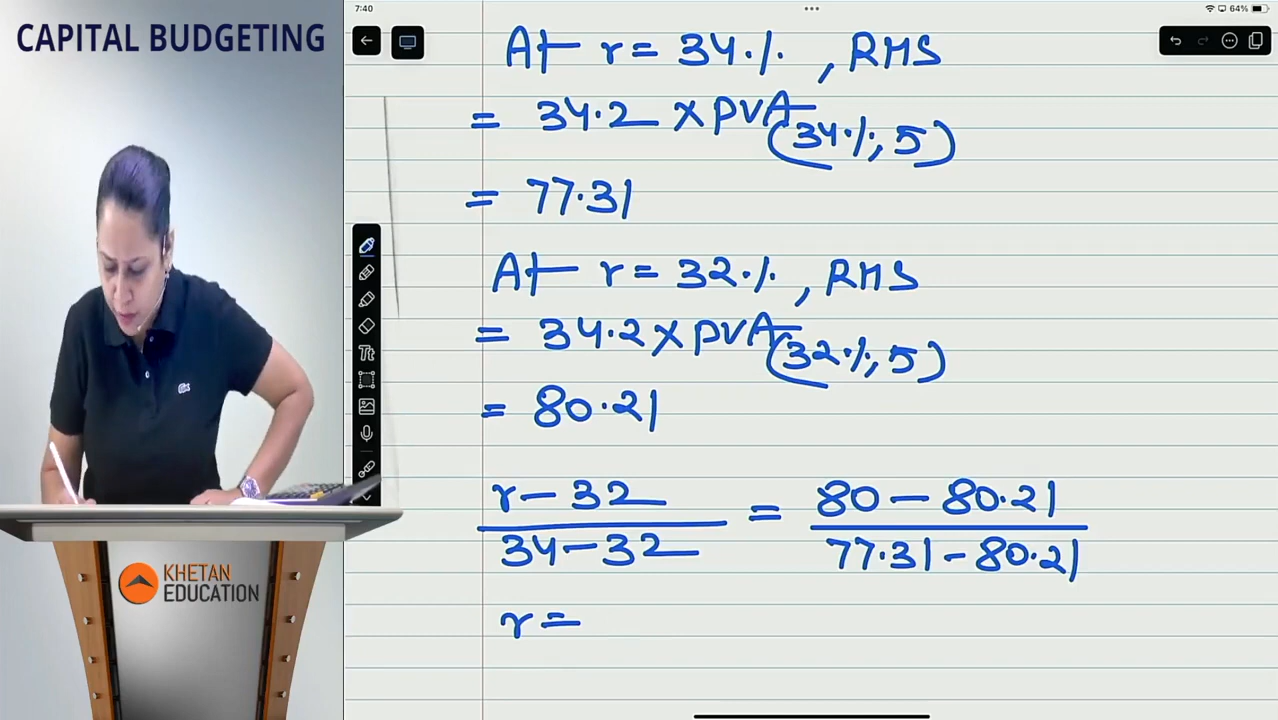 CAPITAL BUDGETING
7:40
64%
At r = 34.%, RHS
= 34.2 × PVA(34%, 5)
= 77.31
At r = 32.%, RHS
= 34.2 × PVA(32%, 5)
= 80.21
r - 32 / 34 - 32 = 80 - 80.21 / 77.31 - 80.21
r =
Tt
KHETAN
EDUCATION